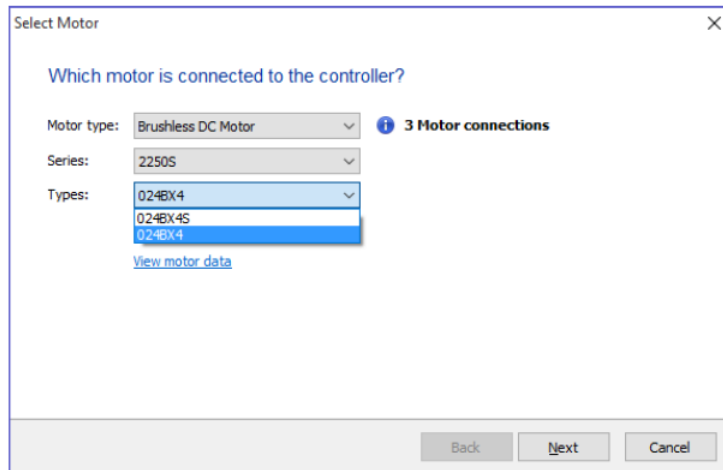 Select Motor
Which motor is connected to the controller?
Motor type: Brushless DC Motor 3 Motor connections
Series: 2250S
Types: 024BX4
024BX4S
024BX4
View motor data
Back Next Cancel